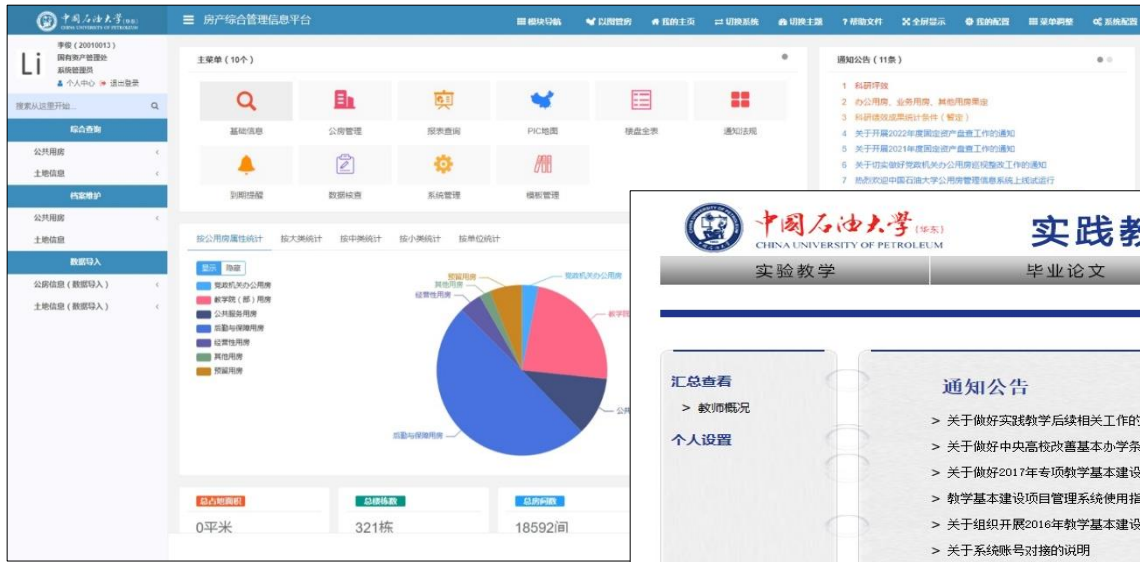 中国石油大学(华东)
CHINA UNIVERSITY OF PETROLEUM
房产综合管理信息平台
模块导航
以图管房
我的主页
切换系统
切换主题
? 帮助文件
全屏显示
我的配置
菜单调整
系统配置
Li
李俊 ( 20010013 )
国有资产管理处
系统管理员
个人中心 退出登录
搜索从这里开始...
综合查询
公共用房
土地信息
档案维护
公共用房
土地信息
数据导入
公房信息 ( 数据导入 )
土地信息 ( 数据导入 )
主菜单 ( 10个 )
基础信息
公房管理
报表查询
PIC地图
楼盘全表
通知法规
到期提醒
数据核查
系统管理
模板管理
通知公告 ( 11条 )
1 科研坪效
2 办公用房、业务用房、其他用房界定
3 科研绩效成果统计条件 ( 暂定 )
4 关于开展2022年度固定资产盘查工作的通知
5 关于开展2021年度固定资产盘查工作的通知
6 关于切实做好党政机关办公用房巡视整改工作的通知
7 热烈欢迎中国石油大学公用房管理信息系统上线试运行
按公用房属性统计
按大类统计
按中类统计
按小类统计
按单位统计
显示 隐藏
党政机关办公用房
教学院 ( 部 ) 用房
公共服务用房
后勤与保障用房
经营性用房
其他用房
预留用房
预留用房
其他用房
经营性用房
党政机关办公用房
教学院
公共
后勤与保障用房
总占地面积
0平米
总楼栋数
321栋
总房间数
18592间
中国石油大学(华东)
CHINA UNIVERSITY OF PETROLEUM
实践教
实验教学
毕业论文
汇总查看
> 教师概况
个人设置
通知公告
> 关于做好实践教学后续相关工作的
> 关于做好中央高校改善基本办学条
> 关于做好2017年专项教学基本建设
> 教学基本建设项目管理系统使用指
> 关于组织开展2016年教学基本建设
> 关于系统账号对接的说明